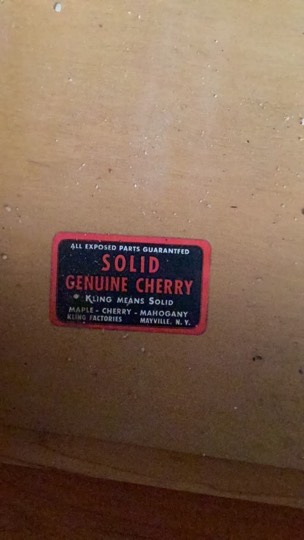 ALL EXPOSED PARTS GUARANTEED
SOLID
GENUINE CHERRY
KLING MEANS SOLID
MAPLE - CHERRY - MAHOGANY
KLING FACTORIES MAYVILLE, N. Y.